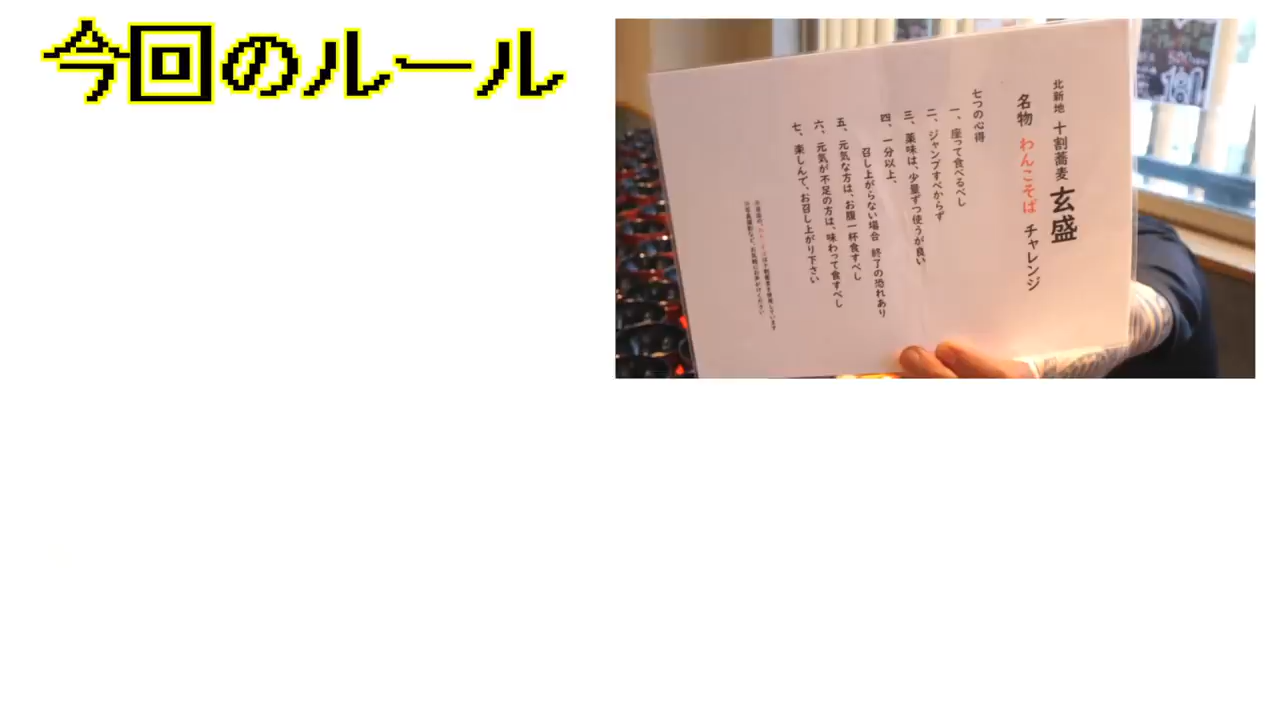 今回のルール
北新地 十割蕎麦 玄盛
名物 わんこそば チャレンジ
七つの心得
一、座って食べるべし
二、ジャンプすべからず
三、薬味は、少量ずつ使うが良い
四、一分以上、
召し上がらない場合 終了の恐れあり
五、元気な方は、お腹一杯食すべし
六、元気が不足の方は、味わって食すべし
七、楽しんで、お召し上がり下さい